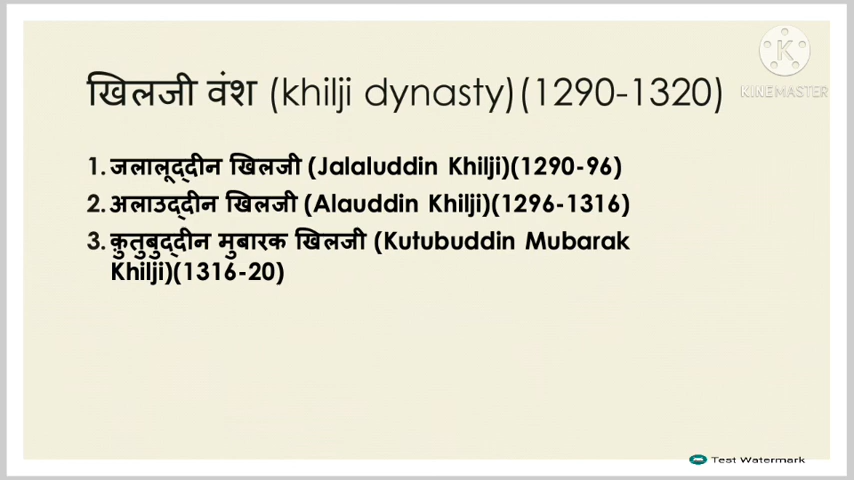 खिलजी वंश (khilji dynasty)(1290-1320)
KINEMASTER
1. जलालूद्दीन खिलजी (Jalaluddin Khilji)(1290-96)
2. अलाउद्दीन खिलजी (Alauddin Khilji)(1296-1316)
3. क़ुतुबुद्दीन मुबारक खिलजी (Kutubuddin Mubarak
Khilji)(1316-20)
Test Watermark